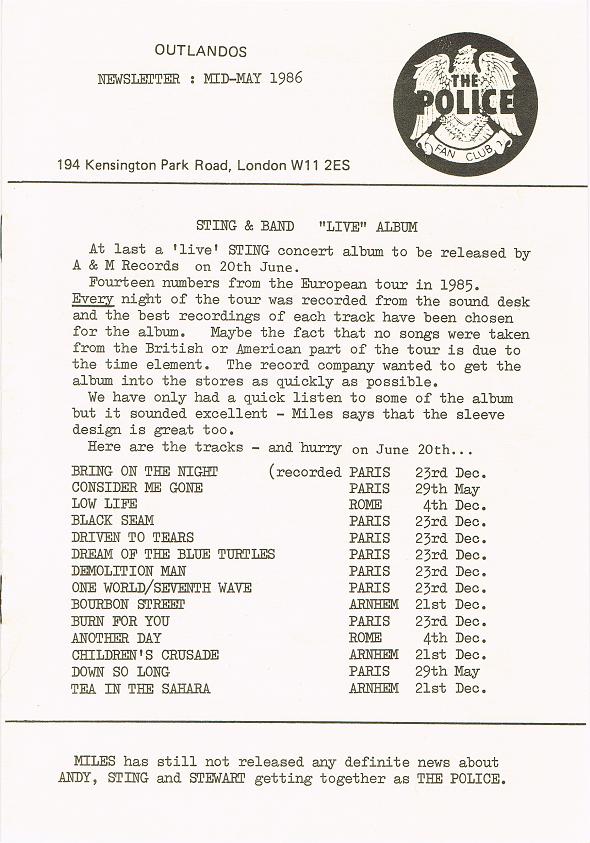 OUTLANDOS
NEWSLETTER : MID-MAY 1986
THE
POLICE
FAN CLUB
194 Kensington Park Road, London W11 2ES
STING & BAND "LIVE" ALBUM
At last a 'live' STING concert album to be released by
A & M Records on 20th June.
Fourteen numbers from the European tour in 1985.
Every night of the tour was recorded from the sound desk
and the best recordings of each track have been chosen
for the album. Maybe the fact that no songs were taken
from the British or American part of the tour is due to
the time element. The record company wanted to get the
album into the stores as quickly as possible.
We have only had a quick listen to some of the album
but it sounded excellent - Miles says that the sleeve
design is great too.
Here are the tracks - and hurry on June 20th...
BRING ON THE NIGHT (recorded PARIS 23rd Dec.
CONSIDER ME GONE PARIS 29th May
LOW LIFE ROME 4th Dec.
BLACK SEAM PARIS 23rd Dec.
DRIVEN TO TEARS PARIS 23rd Dec.
DREAM OF THE BLUE TURTLES PARIS 23rd Dec.
DEMOLITION MAN PARIS 23rd Dec.
ONE WORLD/SEVENTH WAVE PARIS 23rd Dec.
BOURBON STREET ARNHEM 21st Dec.
BURN FOR YOU PARIS 23rd Dec.
ANOTHER DAY ROME 4th Dec.
CHILDREN'S CRUSADE ARNHEM 21st Dec.
DOWN SO LONG PARIS 29th May
TEA IN THE SAHARA ARNHEM 21st Dec.
MILES has still not released any definite news about
ANDY, STING and STEWART getting together as THE POLICE.